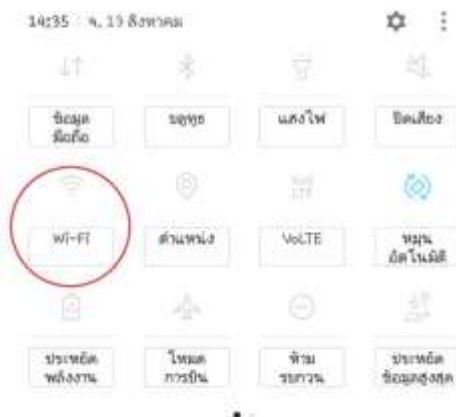 14:35 พ, 15 สิงหาคม
ข้อมูล
มือถือ
บลูทูธ
แสงไฟ
ปิดเสียง
Wi-Fi
ตำแหน่ง
VoLTE
หมุน
อัตโนมัติ
ประหยัด
พลังงาน
โหมด
การบิน
ห้าม
รบกวน
ประหยัด
ข้อมูลสูงสุด